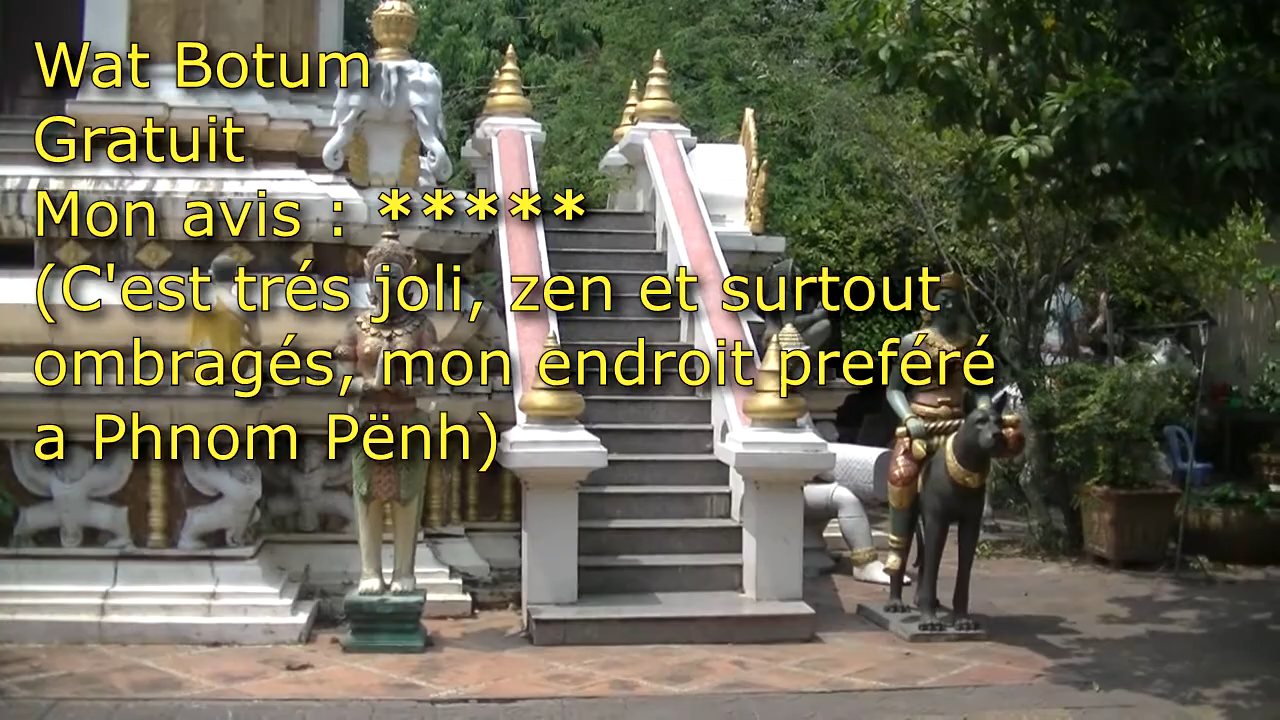 Wat Botum
Gratuit
Mon avis : *****
(C'est trés joli, zen et surtout
ombragés, mon endroit preféré
a Phnom Pënh)